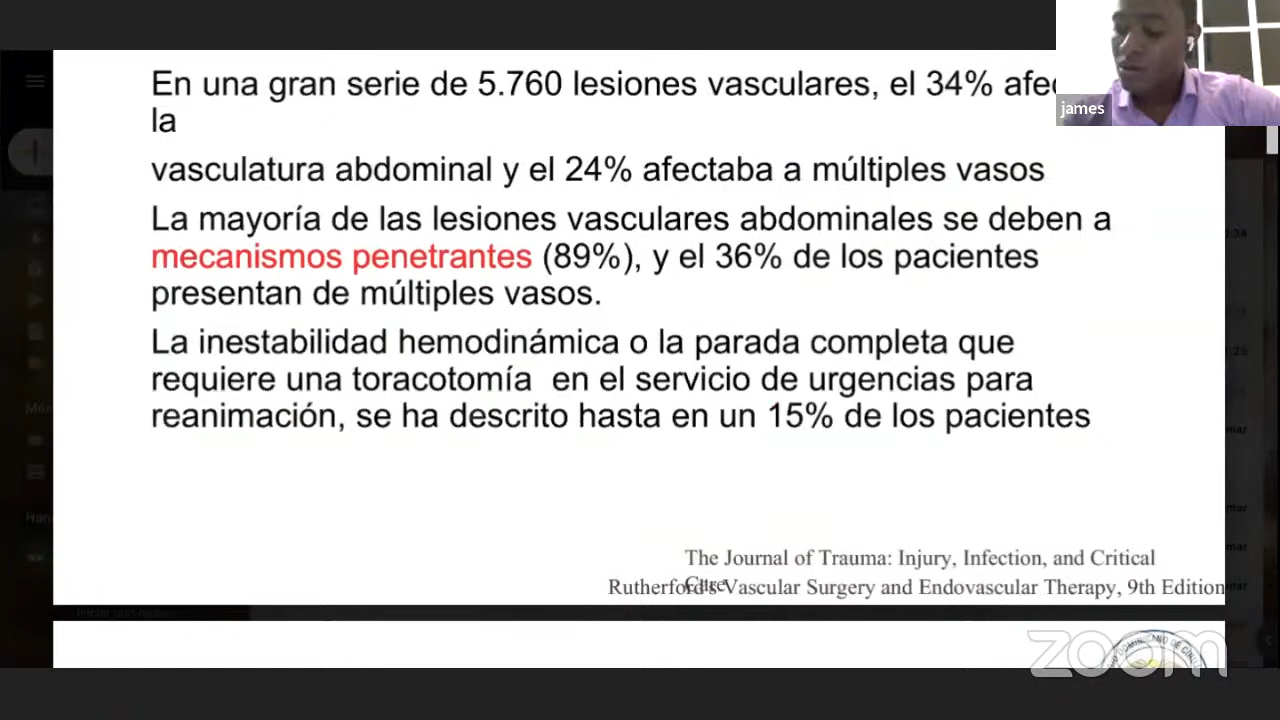 En una gran serie de 5.760 lesiones vasculares, el 34%
la
james
vasculatura abdominal y el 24% afectaba a múltiples vasos
La mayoría de las lesiones vasculares abdominales se deben a
mecanismos penetrantes (89%), y el 36% de los pacientes
presentan de múltiples vasos.
La inestabilidad hemodinámica o la parada completa que
requiere una toracotomía en el servicio de urgencias para
reanimación, se ha descrito hasta en un 15% de los pacientes
The Journal of Trauma: Injury, Infection, and Critical
Care
Rutherford's Vascular Surgery and Endovascular Therapy, 9th Edition
zoom